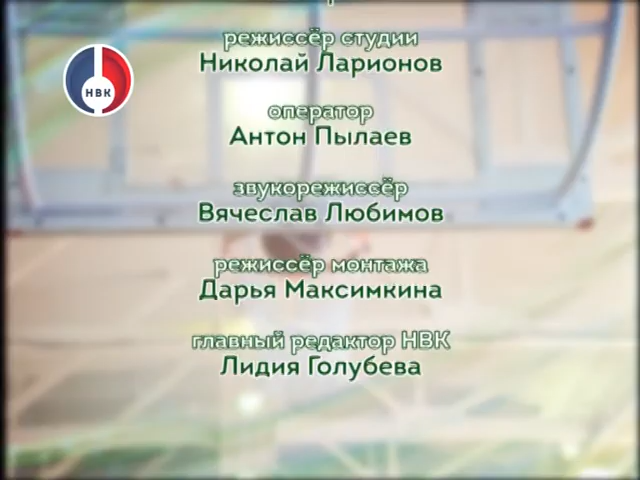 режиссёр студии
Николай Ларионов
НВК
оператор
Антон Пылаев
звукорежиссёр
Вячеслав Любимов
режиссёр монтажа
Дарья Максимкина
главный редактор НВК
Лидия Голубева